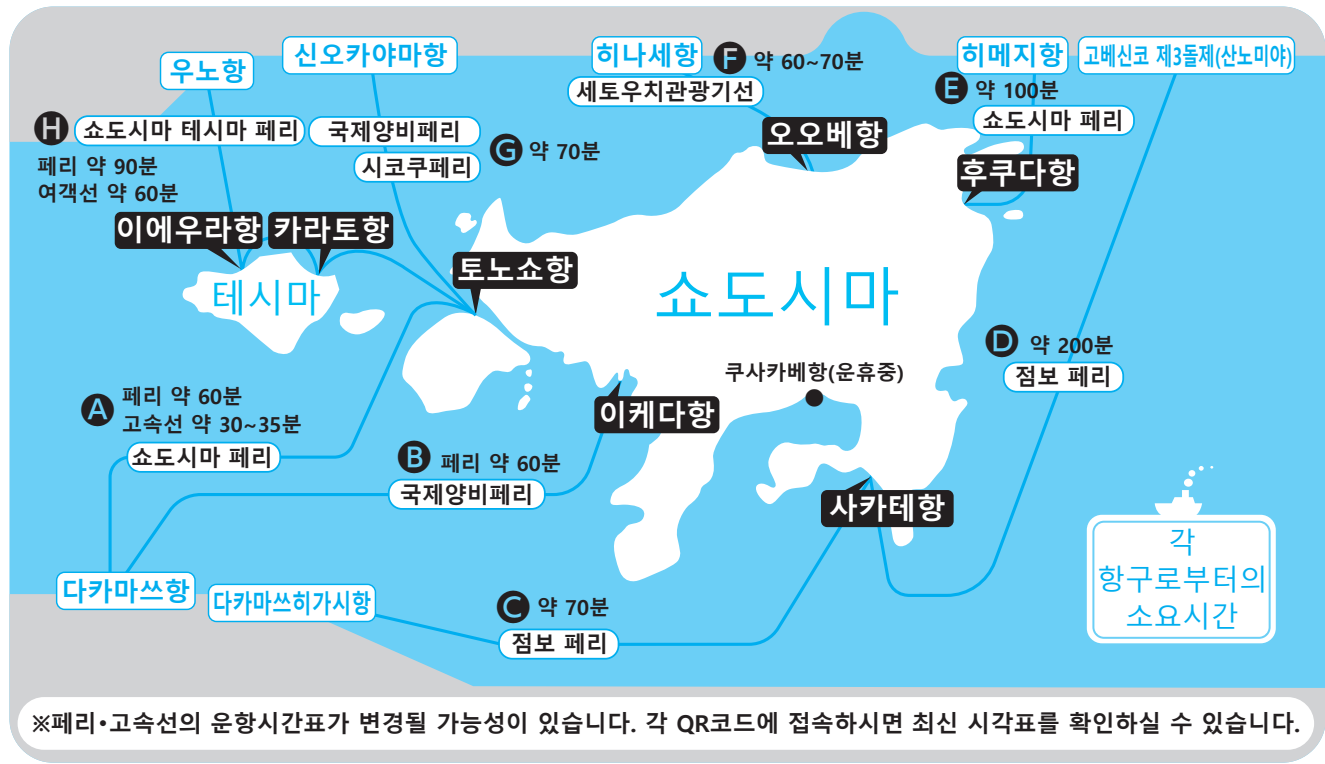 우노항
신오카야마항
히나세항
F 약 60~70분
세토우치관광기선
히메지항
고베신코 제3돌제(산노미야)
E 약 100분
쇼도시마 페리
H 쇼도시마 테시마 페리
페리 약 90분
여객선 약 60분
국제양비페리
시코쿠페리
G 약 70분
오오베항
후쿠다항
이에우라항
카라토항
토노쇼항
테시마
쇼도시마
D 약 200분
점보 페리
쿠사카베항(운휴중)
이케다항
A 페리 약 60분
고속선 약 30~35분
쇼도시마 페리
B 페리 약 60분
국제양비페리
사카테항
다카마쓰항
다카마쓰히가시항
C 약 70분
점보 페리
각
항구로부터의
소요시간
※페리•고속선의 운항시간표가 변경될 가능성이 있습니다. 각 QR코드에 접속하시면 최신 시각표를 확인하실 수 있습니다.